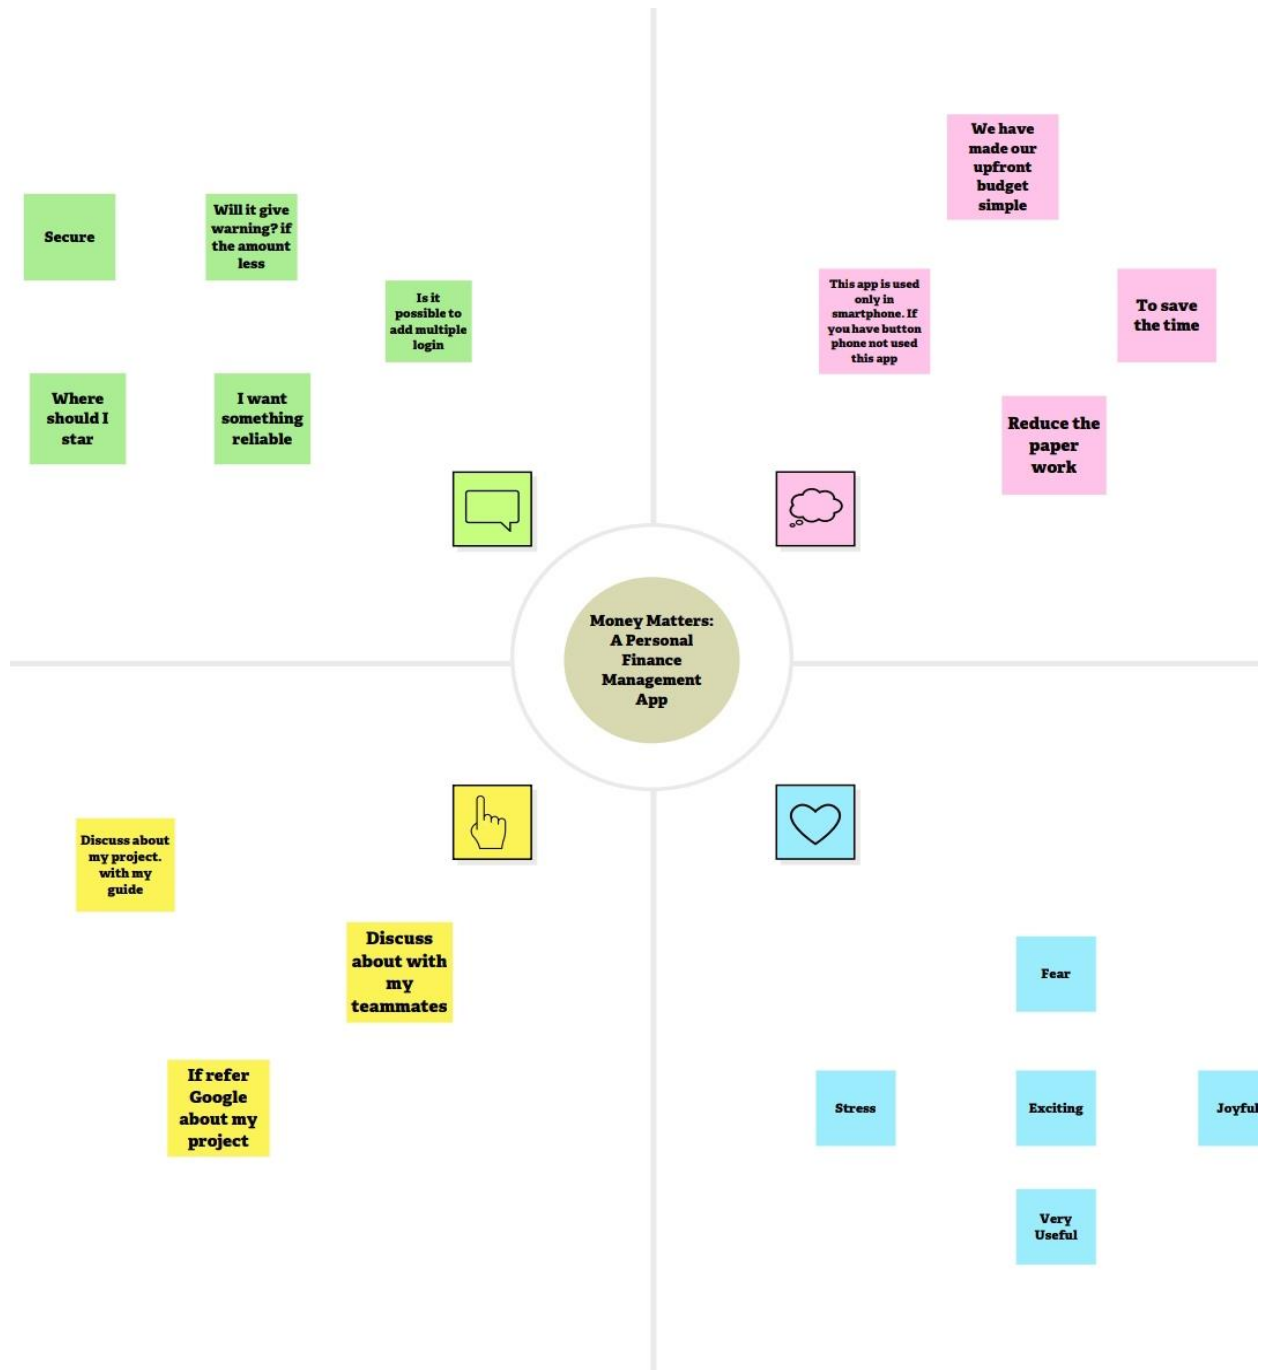 Secure
Will it give
warning? if
the amount
less
Is it
possible to
add multiple
login
Where
should I
star
I want
something
reliable
We have
made our
upfront
budget
simple
This app is used
only in
smartphone. If
you have button
phone not used
this app
To save
the time
Reduce the
paper
work
Money Matters:
A Personal
Finance
Management
App
Discuss about
my project.
with my
guide
Discuss
about with
my
teammates
If refer
Google
about my
project
Fear
Stress
Exciting
Joyful
Very
Useful